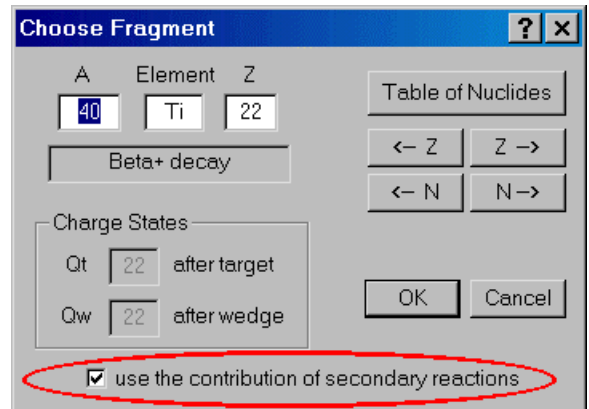 Choose Fragment ? ×
A Element Z
40 Ti 22
Beta+ decay
Table of Nuclides
<– Z Z –>
<– N N –>
Charge States
Qt 22 after target
Qw 22 after wedge
OK Cancel
use the contribution of secondary reactions